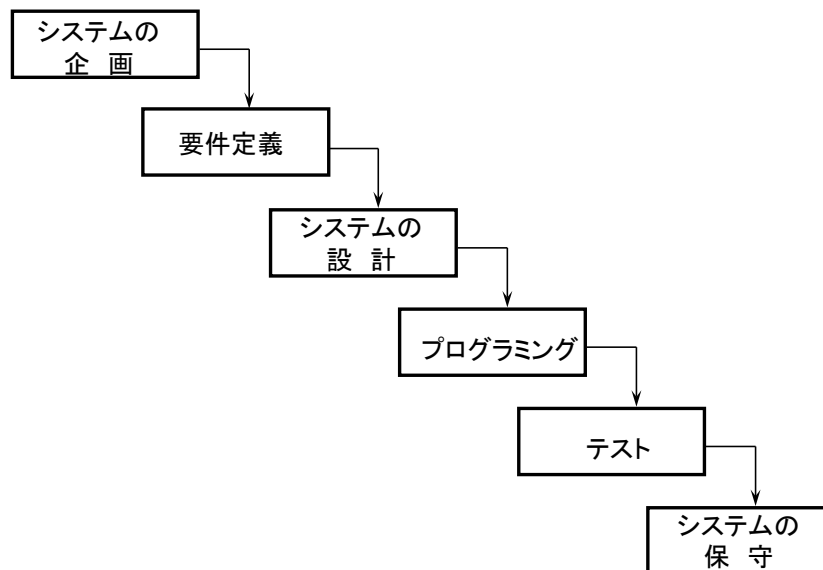 システムの
企 画
要件定義
システムの
設 計
プログラミング
テスト
システムの
保 守